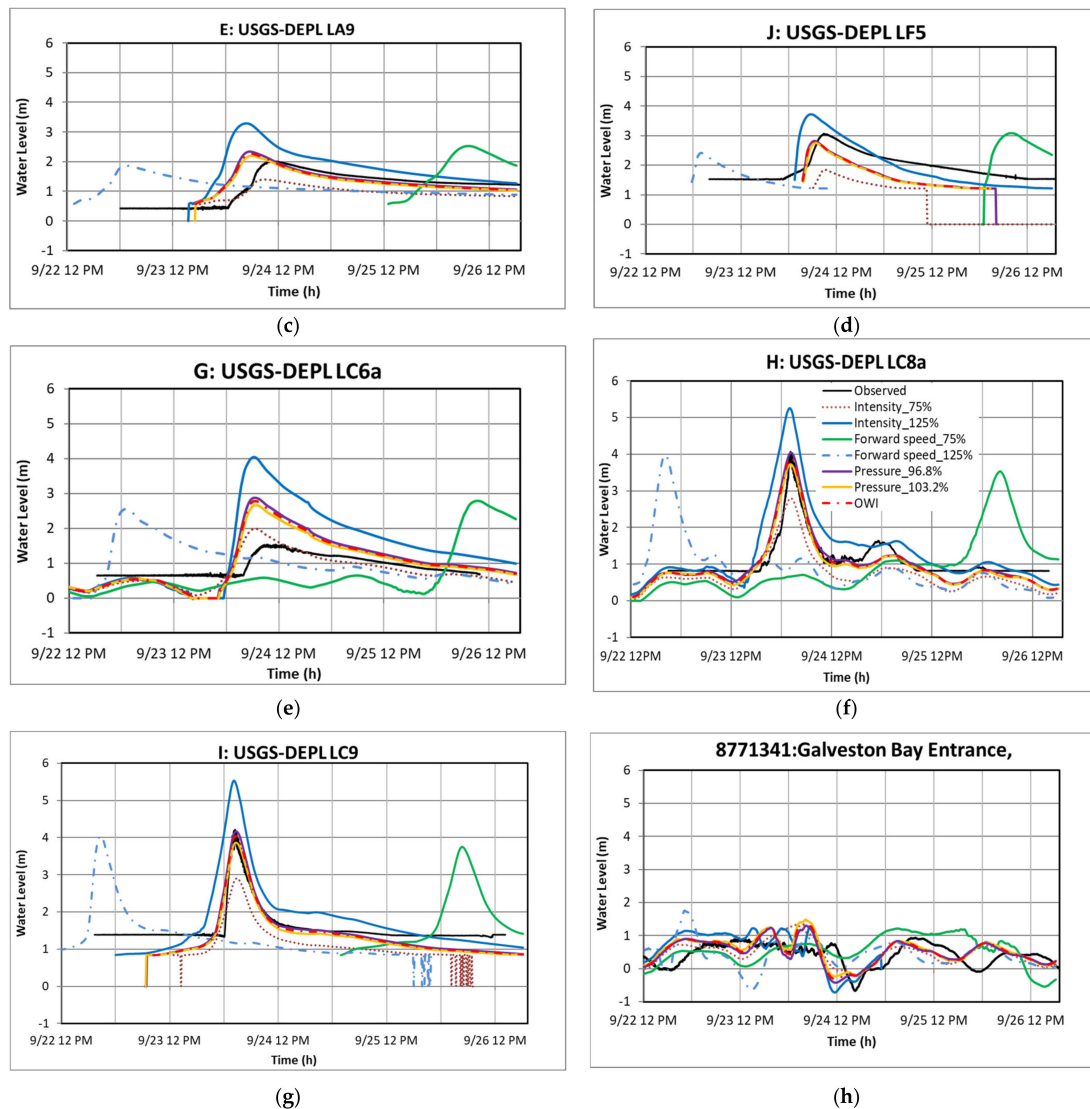 E: USGS-DEPL LA9
Water Level (m)
6
5
4
3
2
1
0
-1
9/22 12 PM 9/23 12 PM 9/24 12 PM 9/25 12 PM 9/26 12 PM
Time (h)
(c)
J: USGS-DEPL LF5
Water Level (m)
6
5
4
3
2
1
0
-1
9/22 12 PM 9/23 12 PM 9/24 12 PM 9/25 12 PM 9/26 12 PM
Time (h)
(d)
G: USGS-DEPL LC6a
Water Level (m)
6
5
4
3
2
1
0
-1
9/22 12 PM 9/23 12 PM 9/24 12 PM 9/25 12 PM 9/26 12 PM
Time (h)
(e)
H: USGS-DEPL LC8a
Water Level (m)
6
5
4
3
2
1
0
-1
Observed
Intensity_75%
Intensity_125%
Forward speed_75%
Forward speed_125%
Pressure_96.8%
Pressure_103.2%
OWI
9/22 12PM 9/23 12PM 9/24 12PM 9/25 12PM 9/26 12PM
Time (h)
(f)
I: USGS-DEPL LC9
Water Level (m)
6
5
4
3
2
1
0
-1
9/22 12 PM 9/23 12 PM 9/24 12 PM 9/25 12 PM 9/26 12 PM
Time (h)
(g)
8771341:Galveston Bay Entrance,
Water Level (m)
6
5
4
3
2
1
0
-1
9/22 12 PM 9/23 12 PM 9/24 12 PM 9/25 12 PM 9/26 12 PM
Time (h)
(h)